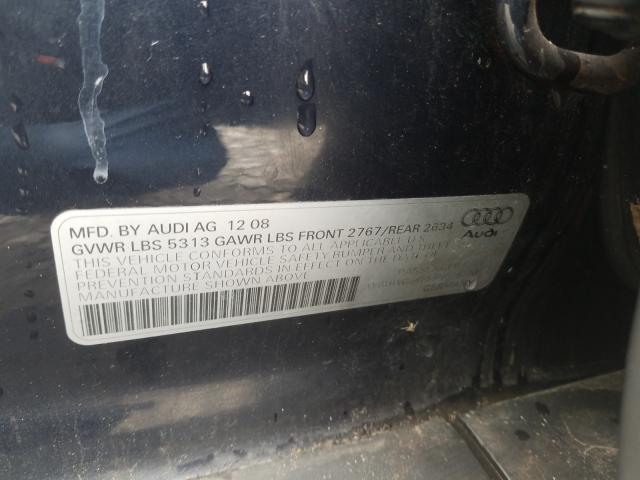 MFD. BY AUDI AG 12 08
GVWR LBS 5313 GAWR LBS FRONT 2767/REAR 2834
THIS VEHICLE CONFORMS TO ALL APPLICABLE U.S.
FEDERAL MOTOR VEHICLE SAFETY BUMPER AND THEFT
PREVENTION STANDARDS IN EFFECT ON THE DATE OF
MANUFACTURE SHOWN ABOVE
Audi
GERMANY